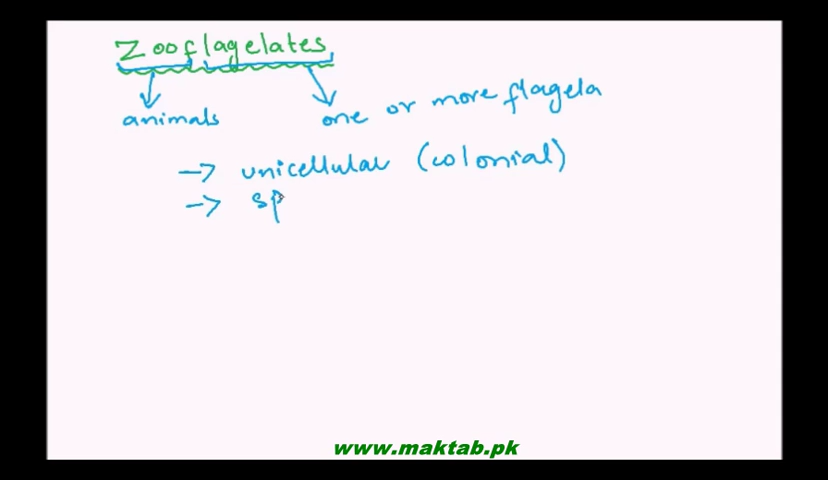 Zooflagelates
animals
one or more flagela
→ unicellular (colonial)
→ sp
www.maktab.pk